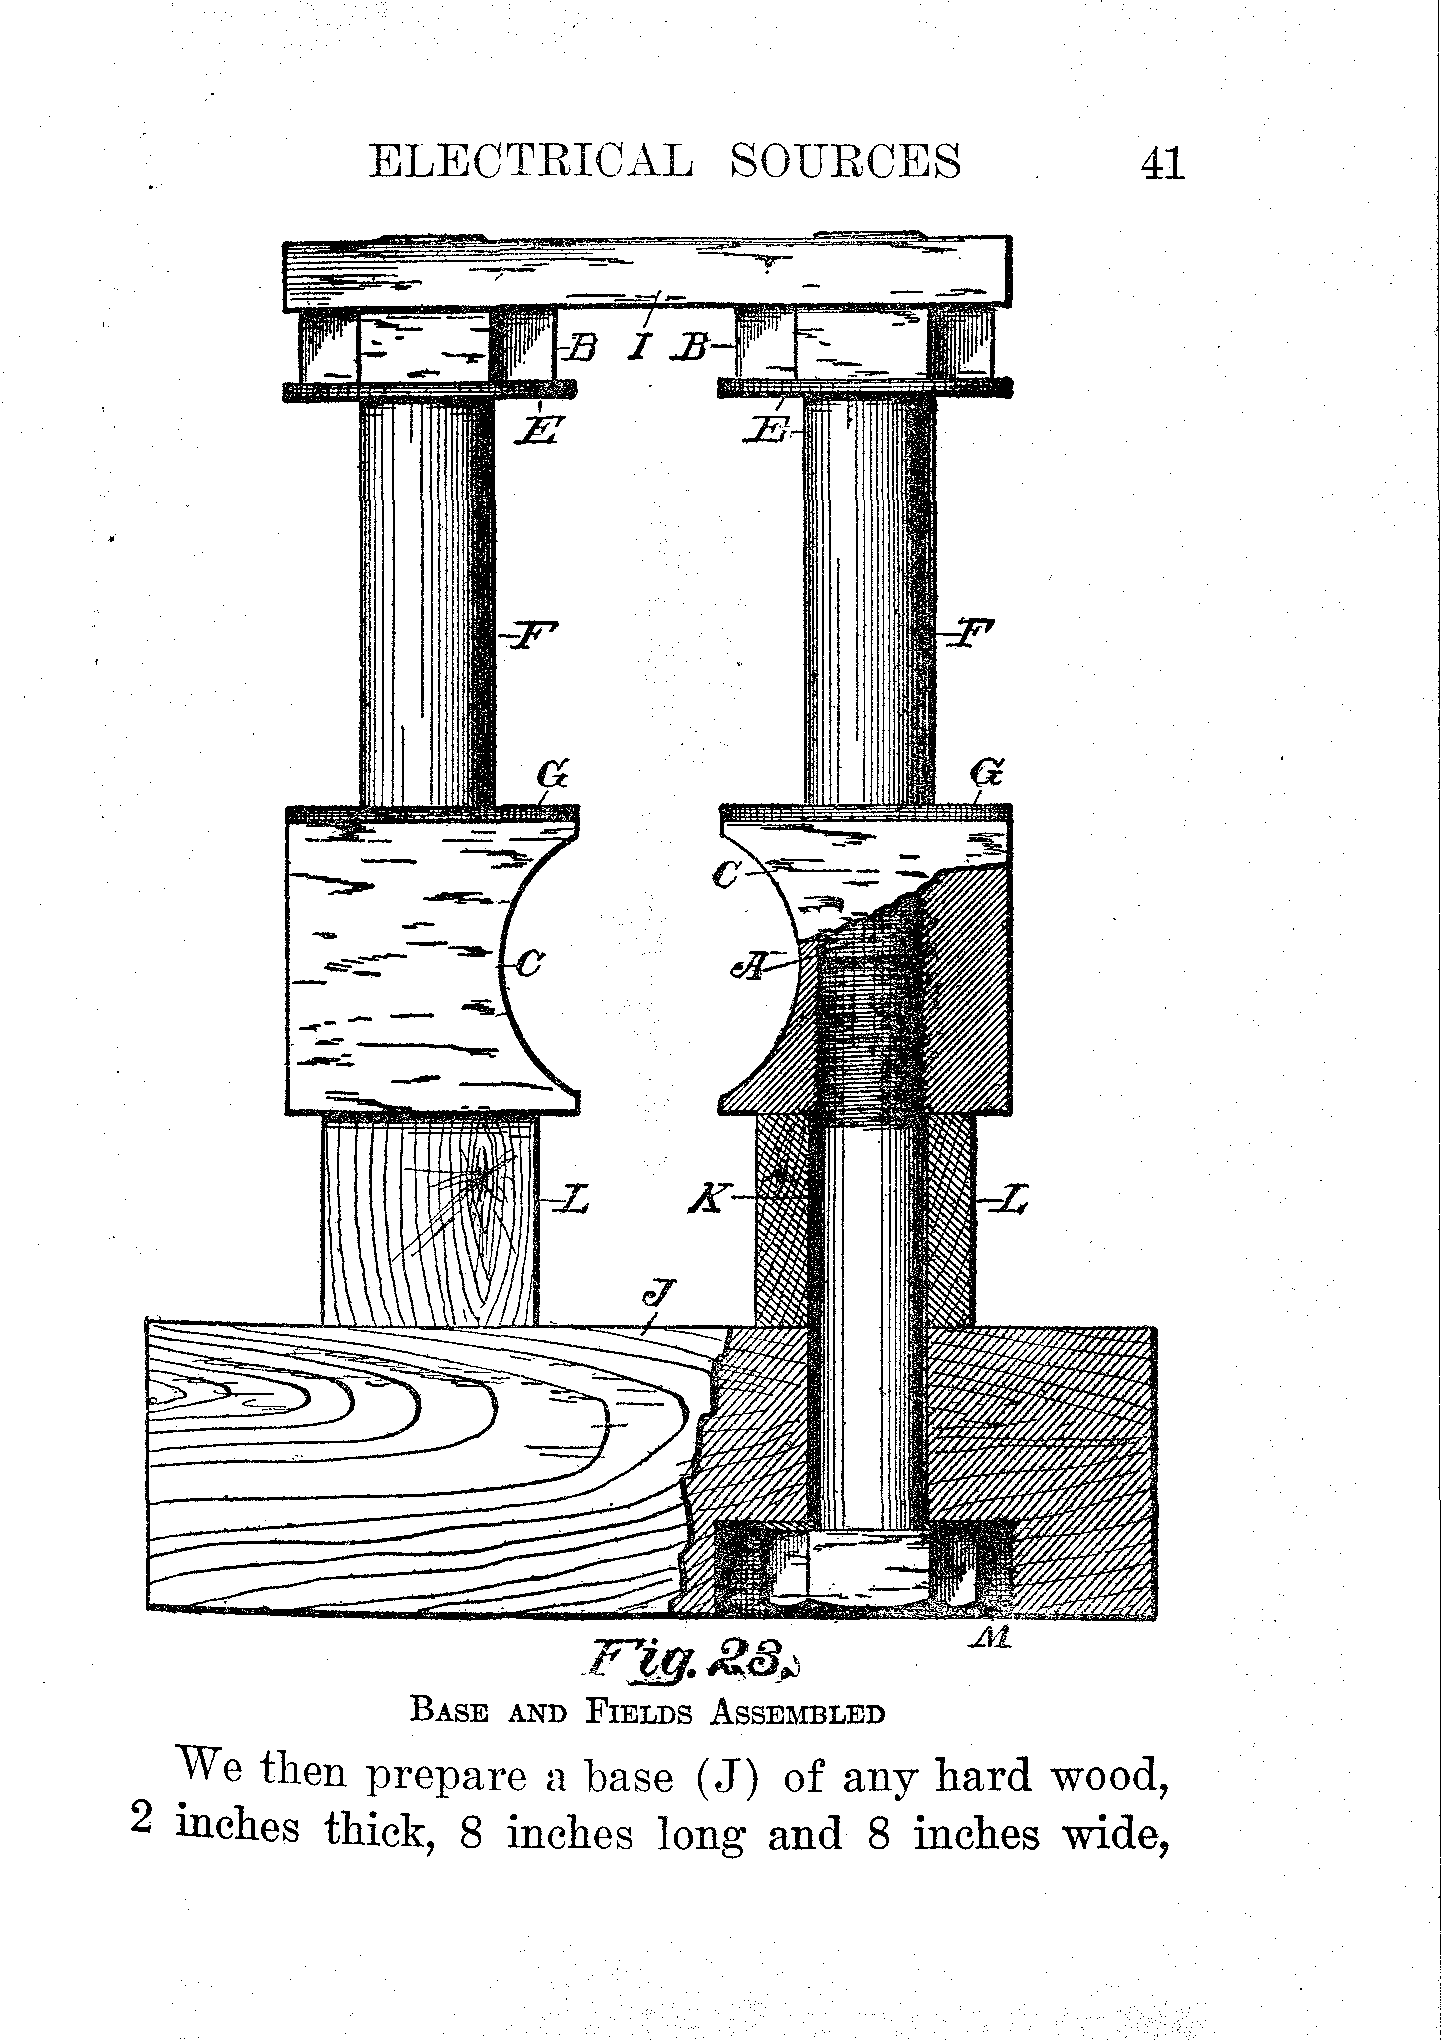 ELECTRICAL SOURCES 41
B I B
E E
F F
G G
C
A
C
K L L
J
M
Fig. 23.
BASE AND FIELDS ASSEMBLED
We then prepare a base (J) of any hard wood,
2 inches thick, 8 inches long and 8 inches wide,